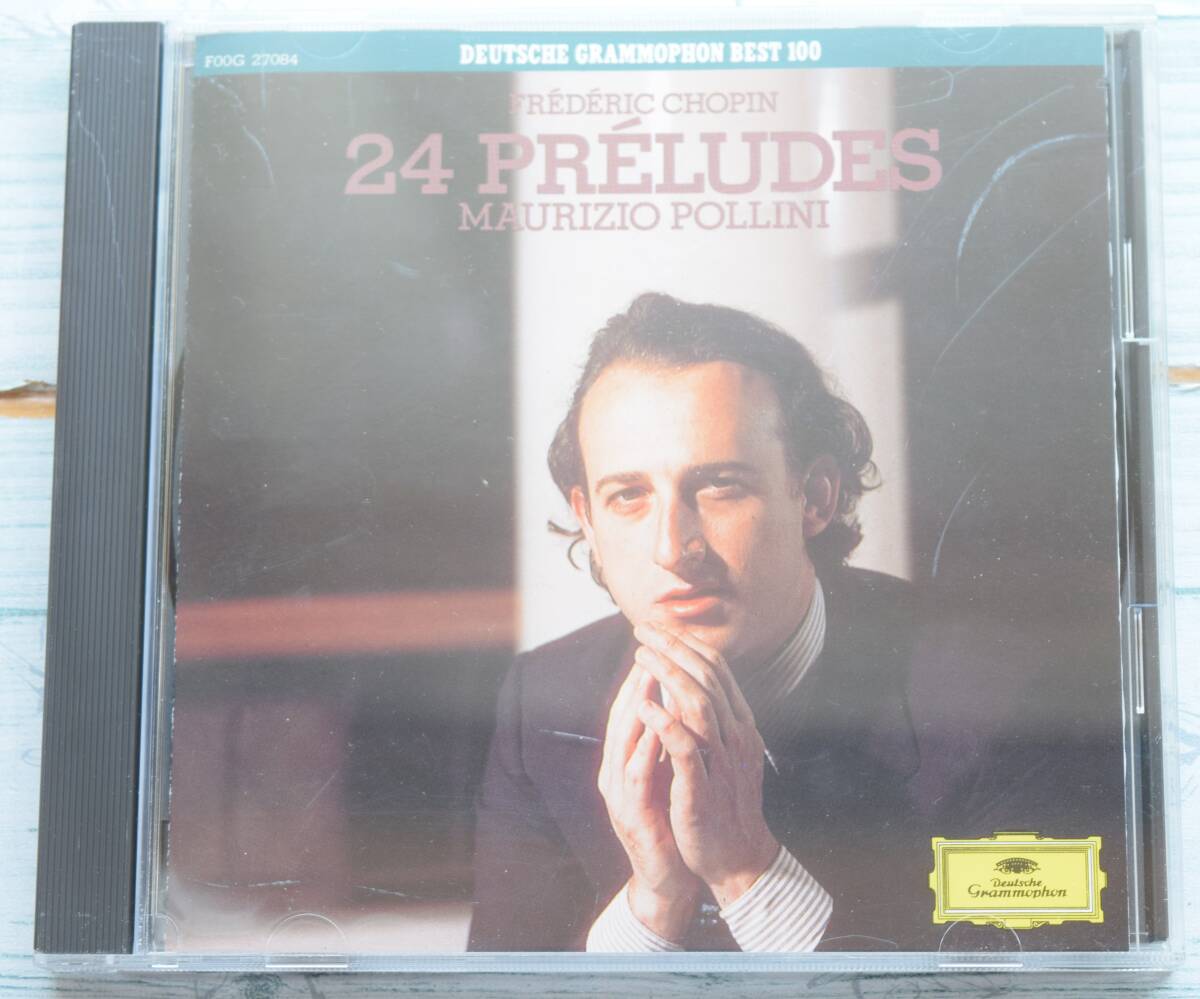 F00G 27084
DEUTSCHE GRAMMOPHON BEST 100
FRÉDÉRIC CHOPIN
24 PRÉLUDES
MAURIZIO POLLINI
Deutsche
Grammophon